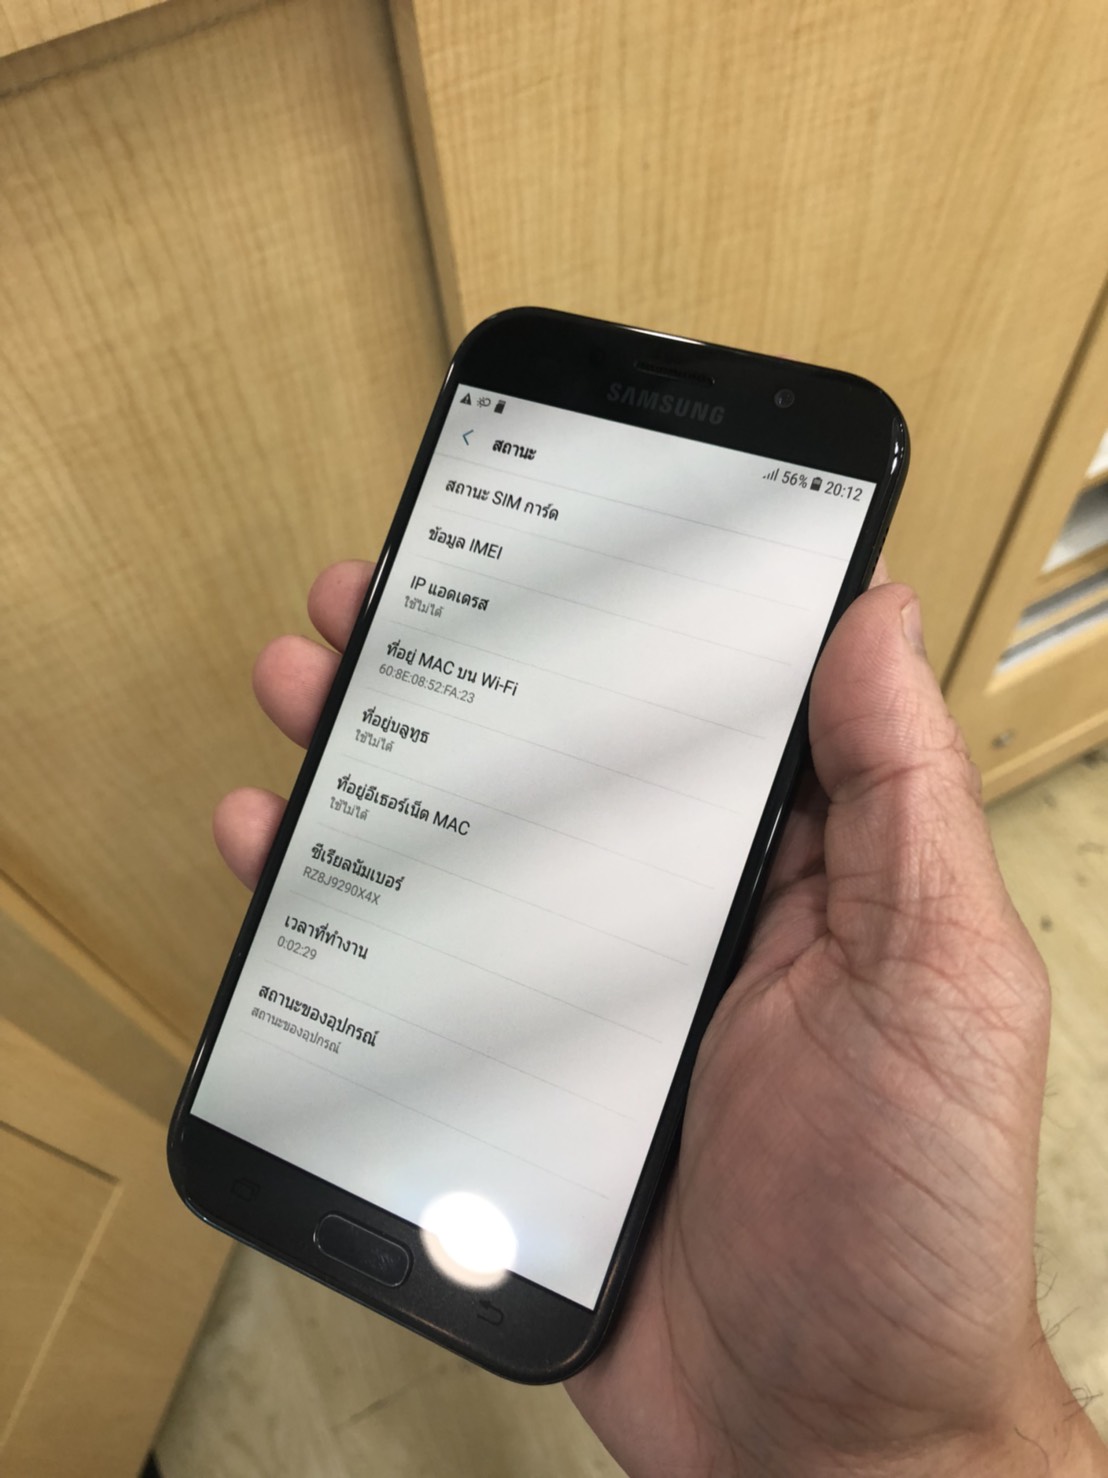 SAMSUNG
56% 20:12
สถานะ
สถานะ SIM การ์ด
ข้อมูล IMEI
IP แอดเดรส
ใช้ไม่ได้
ที่อยู่ MAC บน Wi-Fi
60:8E:08:52:FA:23
ที่อยู่บลูทูธ
ใช้ไม่ได้
ที่อยู่อีเธอร์เน็ต MAC
ใช้ไม่ได้
ซีเรียลนัมเบอร์
RZ8J9290X4X
เวลาที่ทำงาน
0:02:29
สถานะของอุปกรณ์
สถานะของอุปกรณ์